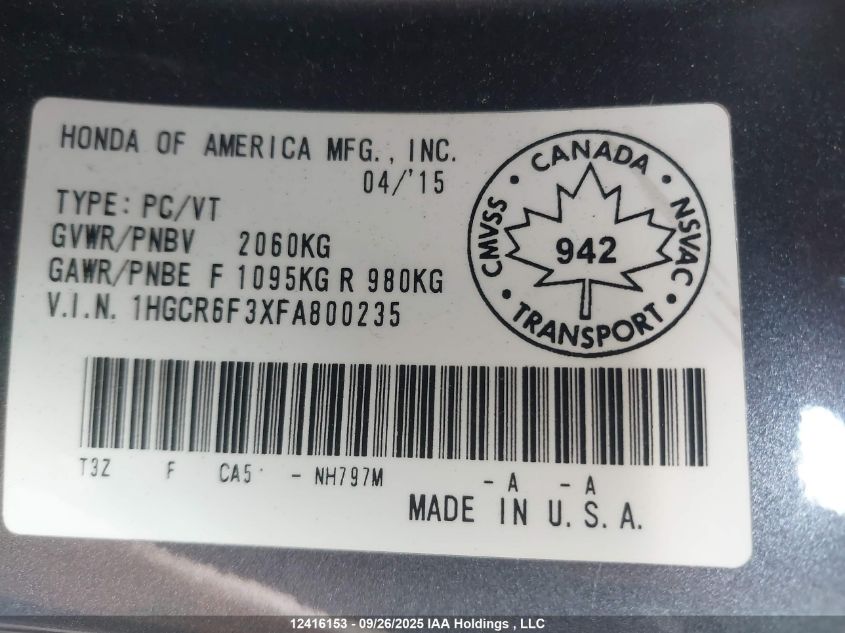 HONDA OF AMERICA MFG., INC.
04/'15
TYPE: PC/VT
GVWR/PNBV 2060KG
GAWR/PNBE F 1095KG R 980KG
V.I.N. 1HGCR6F3XFA800235
CANADA
CMVSS
NSVAC
942
TRANSPORT
T3Z F CA5 - NH797M - A - A
MADE IN U.S.A.
12416153 - 09/26/2025 IAA Holdings , LLC